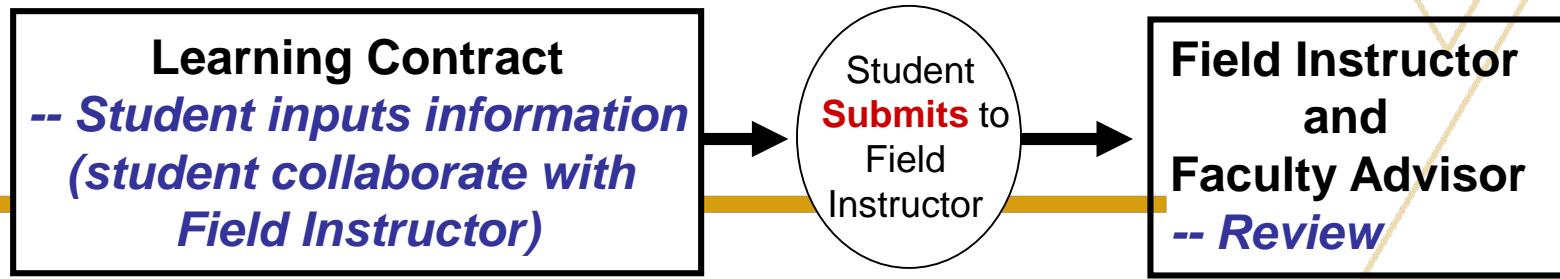 Learning Contract
-- Student inputs information
(student collaborate with
Field Instructor)
Student
Submits to
Field
Instructor
Field Instructor
and
Faculty Advisor
-- Review